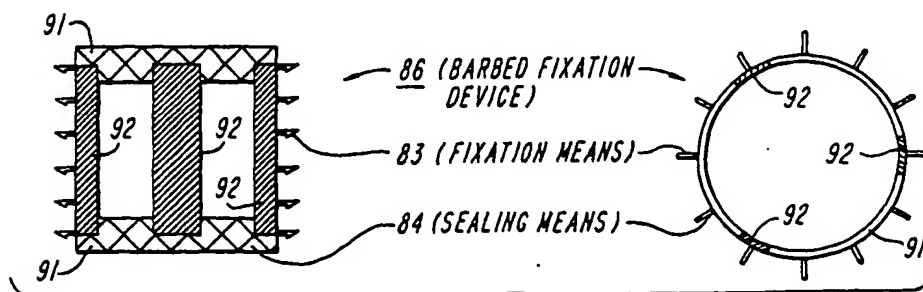 91
86 (BARBED FIXATION
DEVICE)
92
92
92
83 (FIXATION MEANS)
84 (SEALING MEANS)
91
92
92
92
91